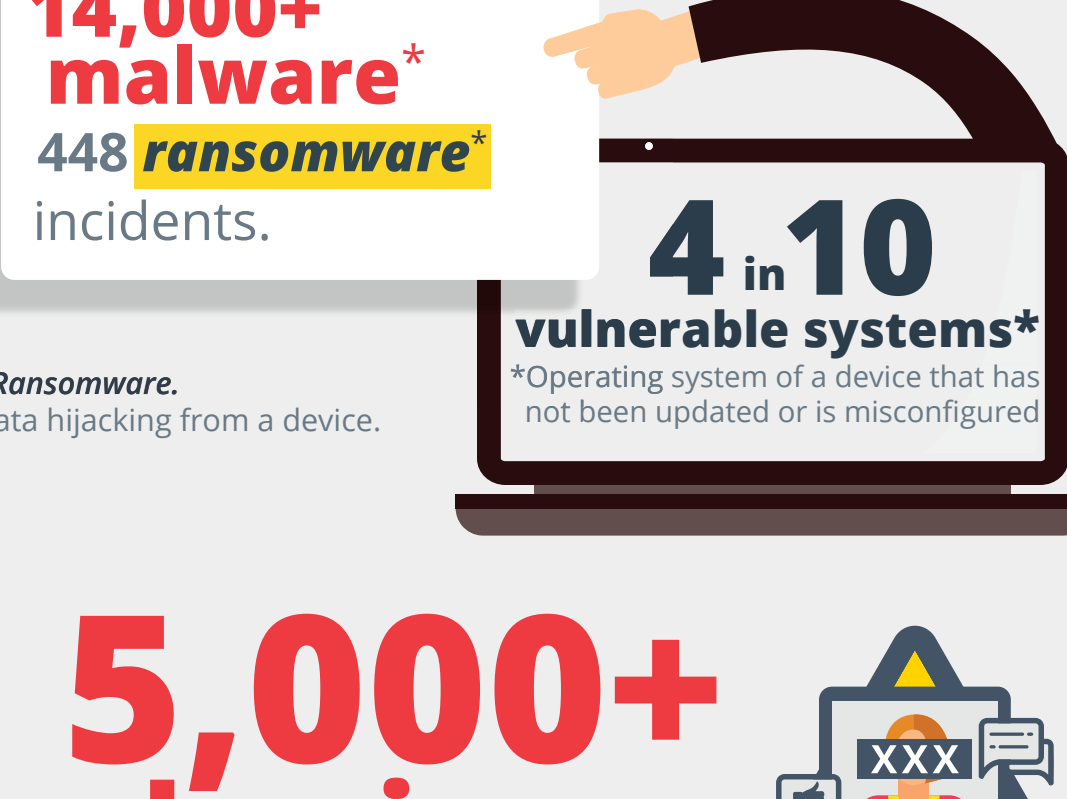 14,000+
malware*
448 ransomware*
incidents.
4 in 10
vulnerable systems*
*Operating system of a device that has
not been updated or is misconfigured
Ransomware.
hijacking from a device.
5,000+
XXX